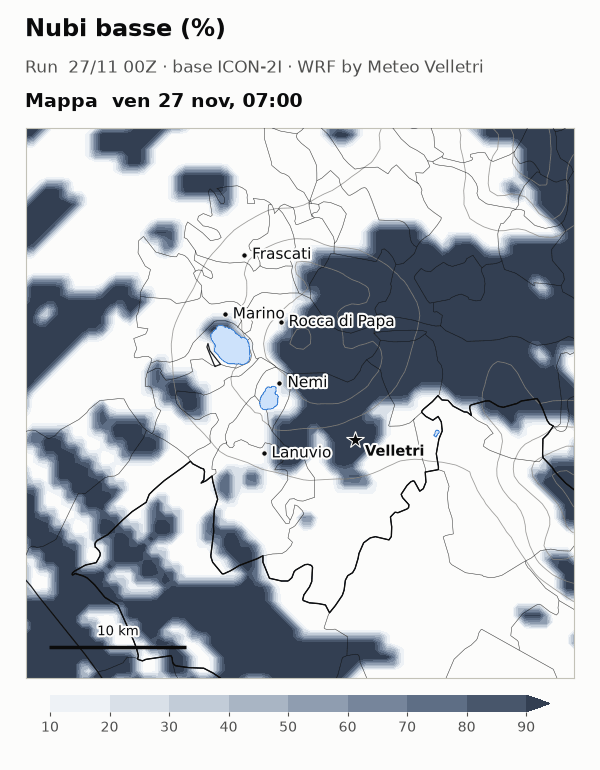 Nubi basse (%)
Run  27/11 00Z · base ICON-2I · WRF by Meteo Velletri
Mappa  ven 27 nov, 07:00
Frascati
Marino
Rocca di Papa
Nemi
Velletri
Lanuvio
10 km
10 20 30 40 50 60 70 80 90